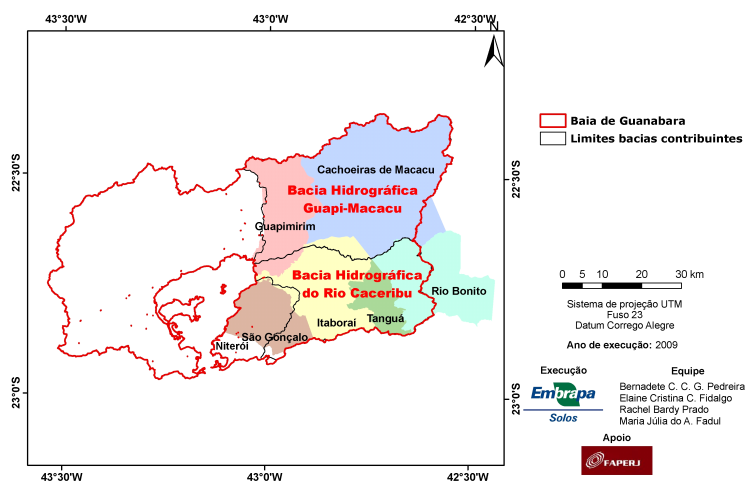 43°30'W 43°0'W 42°30'W
N
Baia de Guanabara
Limites bacias contribuintes
22°30'S
22°30'S
Cachoeiras de Macacu
Bacia Hidrográfica
Guapi-Macacu
Guapimirim
Bacia Hidrográfica
do Rio Caceribu
Rio Bonito
Tanguá
Itaborai
São Gonçalo
Niterói
0 5 10 20 30 km
Sistema de projeção UTM
Fuso 23
Datum Corrego Alegre
Ano de execução: 2009
23°0'S
23°0'S
Execução
Embrapa
Solos
Equipe
Bernadete C. C. G. Pedreira
Elaine Cristina C. Fidalgo
Rachel Bardy Prado
Maria Júlia do A. Fadul
Apoio
FAPERJ
43°30'W 43°0'W 42°30'W